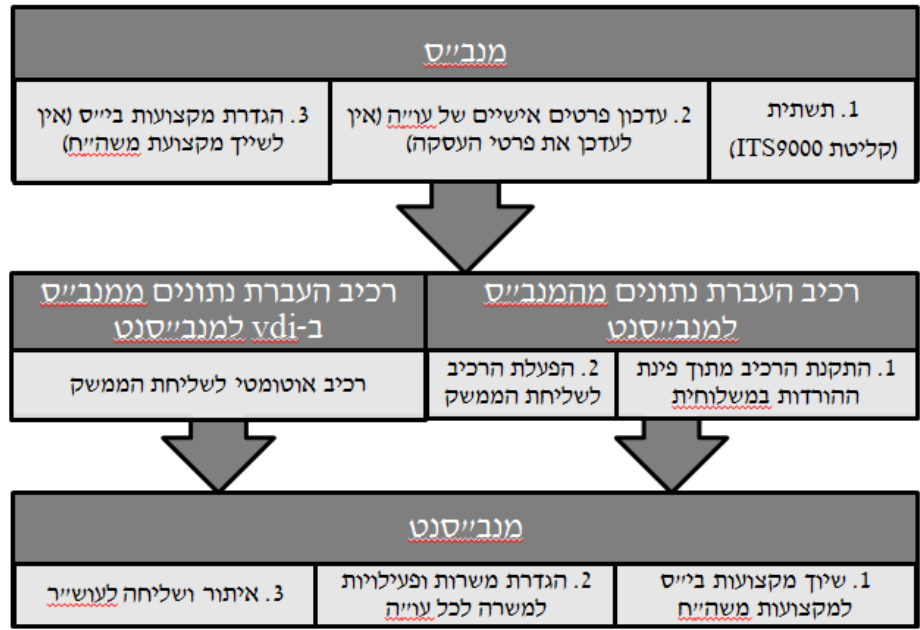 מנב״ס
1. תשתית
(קליטת ITS9000)
2. עדכון פרטים אישיים של עו״ה (אין
לעדכן את פרטי העסקה)
3. הגדרת מקצועות בי״ס (אין
לשייך מקצועת משה״ח)
רכיב העברת נתונים מהמנב״ס
למנב״סנט
1. התקנת הרכיב מתוך פינת
ההורדות במשלוחית
2. הפעלת הרכיב
לשליחת הממשק
רכיב העברת נתונים ממנב״ס
ב-vdi למנב״סנט
רכיב אוטומטי לשליחת הממשק
מנב״סנט
1. שיוך מקצועות בי״ס
למקצועות משה״ח
2. הגדרת משרות ופעילויות
למשרה לכל עו״ה
3. איתור ושליחה לעוש״ר